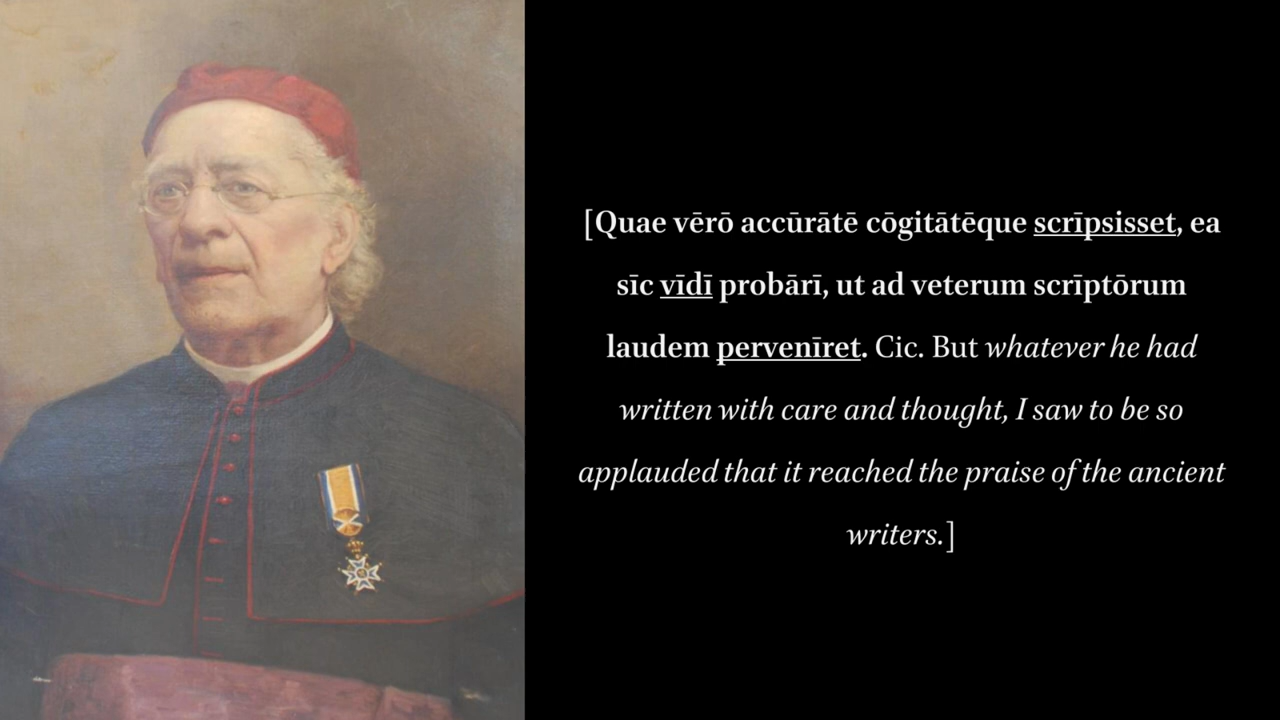 [Quae vērō accūrātē cōgitātēque scrīpsisset, ea
sīc vīdī probārī, ut ad veterum scrīptōrum
laudem pervenīret. Cic. But whatever he had
written with care and thought, I saw to be so
applauded that it reached the praise of the ancient
writers.]